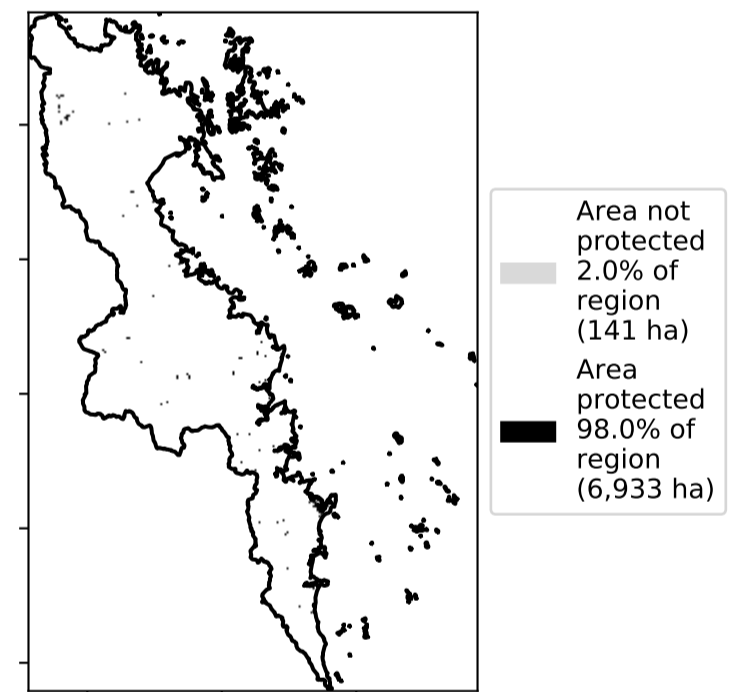 Area not
protected
2.0% of
region
(141 ha)
Area
protected
98.0% of
region
(6,933 ha)